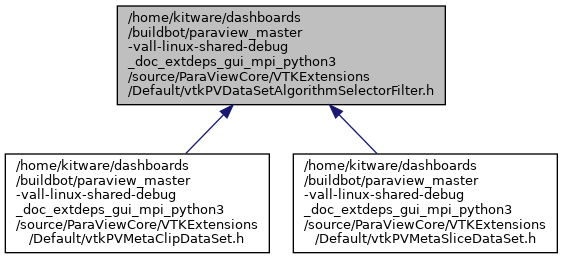 /home/kitware/dashboards
/buildbot/paraview_master
-vall-linux-shared-debug
_doc_extdeps_gui_mpi_python3
/source/ParaViewCore/VTKExtensions
/Default/vtkPVDataSetAlgorithmSelectorFilter.h
/home/kitware/dashboards
/buildbot/paraview_master
-vall-linux-shared-debug
_doc_extdeps_gui_mpi_python3
/source/ParaViewCore/VTKExtensions
/Default/vtkPVMetaClipDataSet.h
/home/kitware/dashboards
/buildbot/paraview_master
-vall-linux-shared-debug
_doc_extdeps_gui_mpi_python3
/source/ParaViewCore/VTKExtensions
/Default/vtkPVMetaSliceDataSet.h